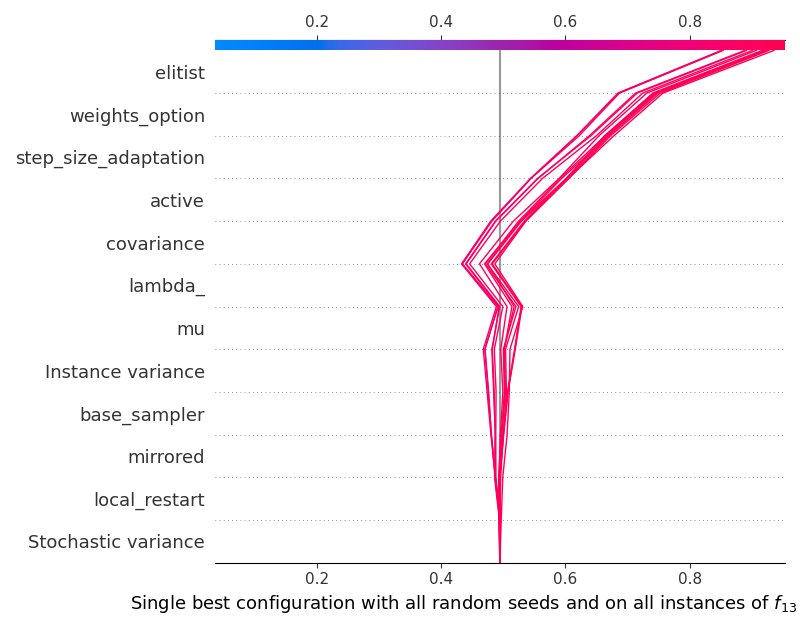 0.2 0.4 0.6 0.8
elitist
weights_option
step_size_adaptation
active
covariance
lambda_
mu
Instance variance
base_sampler
mirrored
local_restart
Stochastic variance
0.2 0.4 0.6 0.8
Single best configuration with all random seeds and on all instances of f13